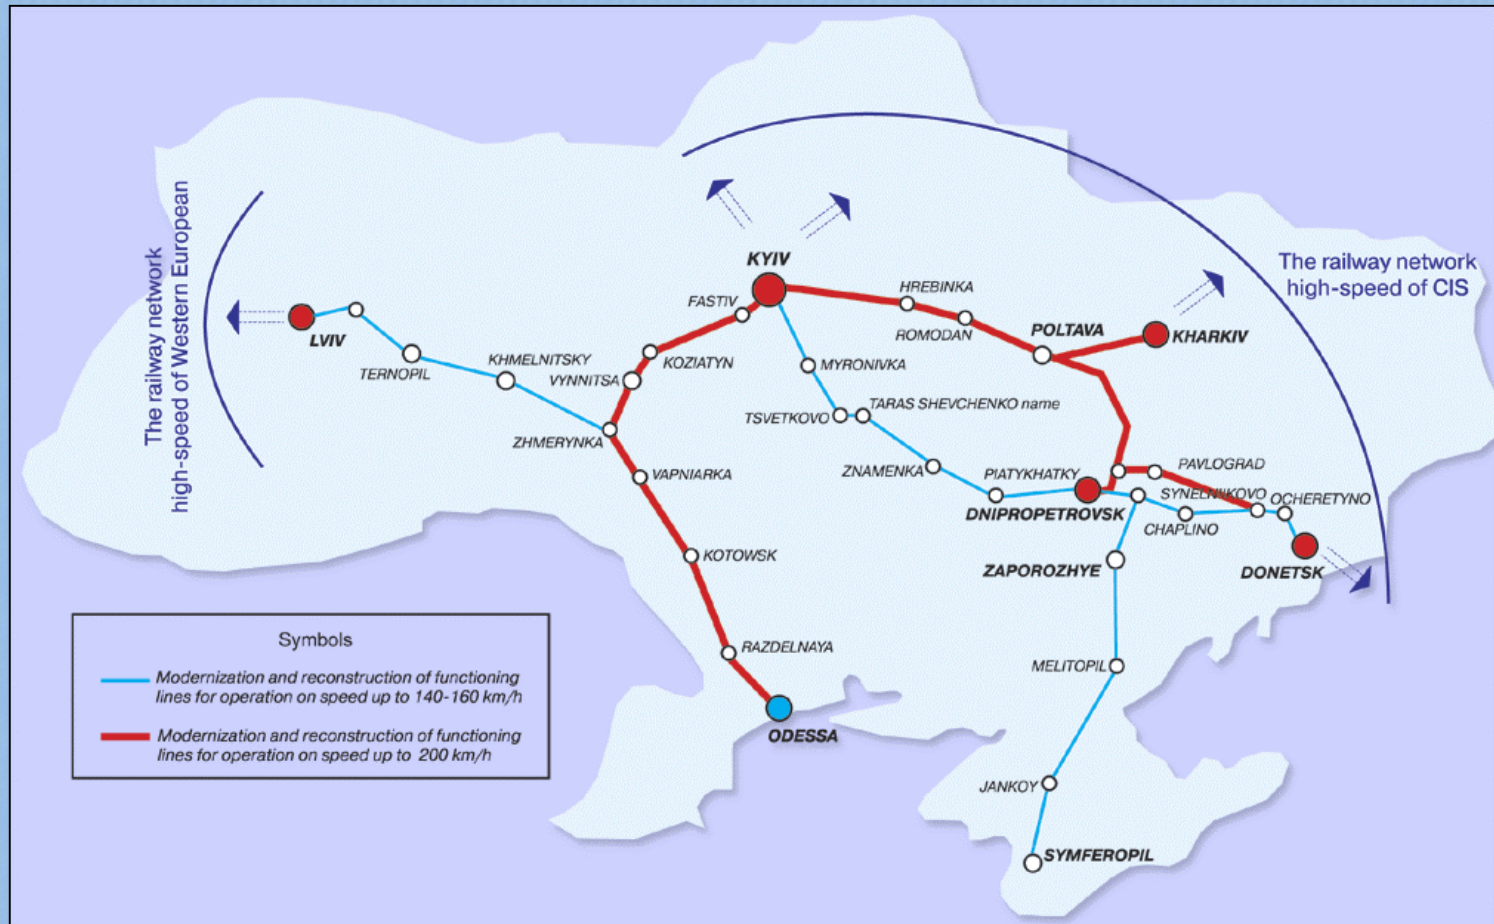 The railway network
high-speed of Western European
KYIV
The railway network
high-speed of CIS
HREBINKA
FASTIV
LVIV
ROMODAN
POLTAVA
KHARKIV
KHMELNITSKY
TERNOPIL
VYNNITSA
KOZIATYN
MYRONIVKA
TARAS SHEVCHENKO name
TSVETKOVO
ZHMERYNKA
VAPNIARKA
ZNAMENKA
PIATYKHATKY
PAVLOGRAD
SYNELNIIKOVO
OCHERETYNO
DNIPROPETROVSK
CHAPLINO
KOTOWSK
ZAPOROZHYE
DONETSK
RAZDELNAYA
MELITOPIL
ODESSA
JANKOY
SYMFEROPIL
Symbols
Modernization and reconstruction of functioning
lines for operation on speed up to 140-160 km/h
Modernization and reconstruction of functioning
lines for operation on speed up to 200 km/h